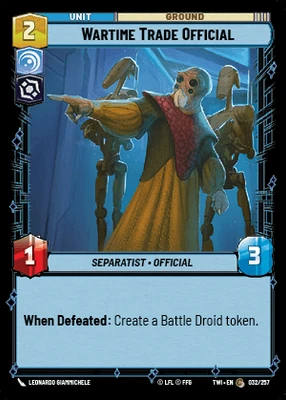 UNIT
GROUND
2
WARTIME TRADE OFFICIAL
1
3
SEPARATIST • OFFICIAL
When Defeated: Create a Battle Droid token.
LEONARDO GIAMMICHELE
© LFL © FFG
TWI • EN
C
032/257